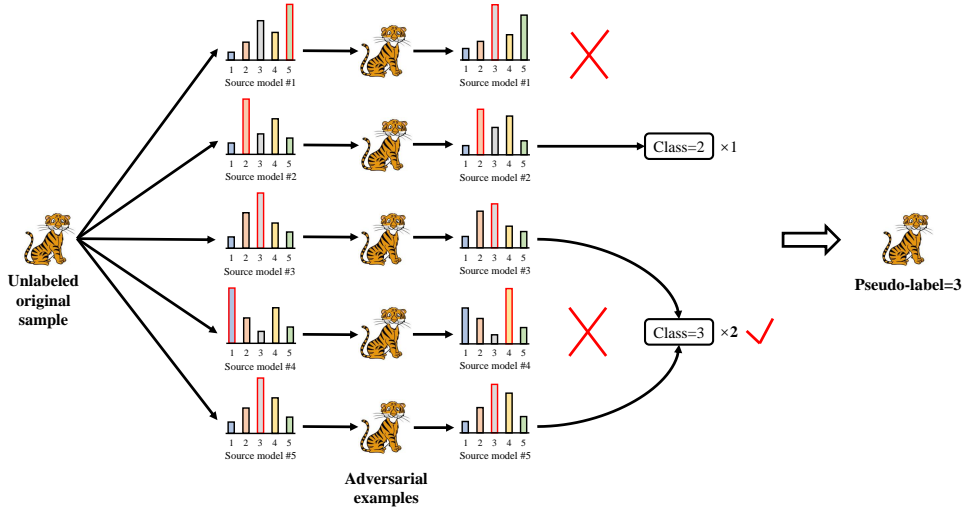 1 2 3 4 5
Source model #1
1 2 3 4 5
Source model #1
1 2 3 4 5
Source model #2
1 2 3 4 5
Source model #2
Class=2 ×1
1 2 3 4 5
Source model #3
1 2 3 4 5
Source model #3
Unlabeled
original
sample
Pseudo-label=3
1 2 3 4 5
Source model #4
1 2 3 4 5
Source model #4
Class=3 ×2
1 2 3 4 5
Source model #5
1 2 3 4 5
Source model #5
Adversarial
examples